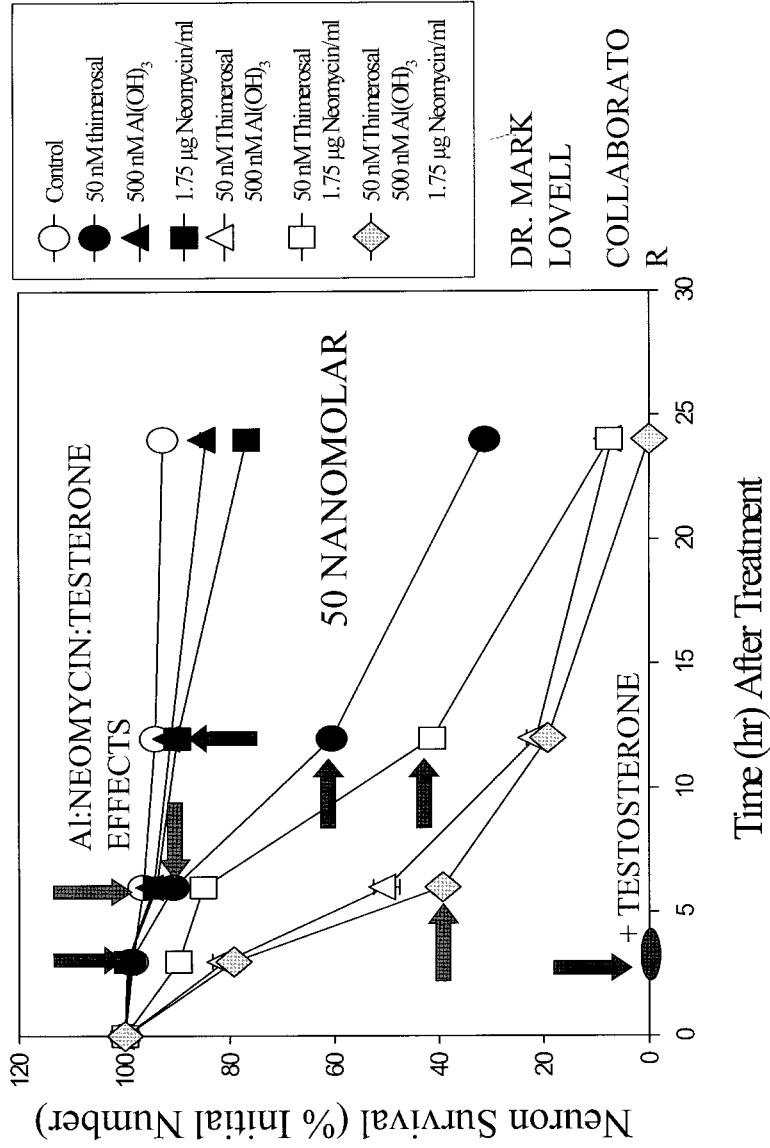 Al:NEOMYCIN:TESTERONE
EFFECTS
50 NANOMOLAR
+ TESTOSTERONE
Neuron Survival (% Initial Number)
120
100
80
60
40
20
0
0
5
10
15
20
25
30
Time (hr) After Treatment
Control
50 nM thimerosal
500 nM Al(OH)3
1.75 µg Neomycin/ml
50 nM Thimerosal
500 nM Al(OH)3
50 nM Thimerosal
1.75 µg Neomycin/ml
50 nM Thimerosal
500 nM Al(OH)3
1.75 µg Neomycin/ml
DR. MARK
LOVELL
COLLABORATO
R